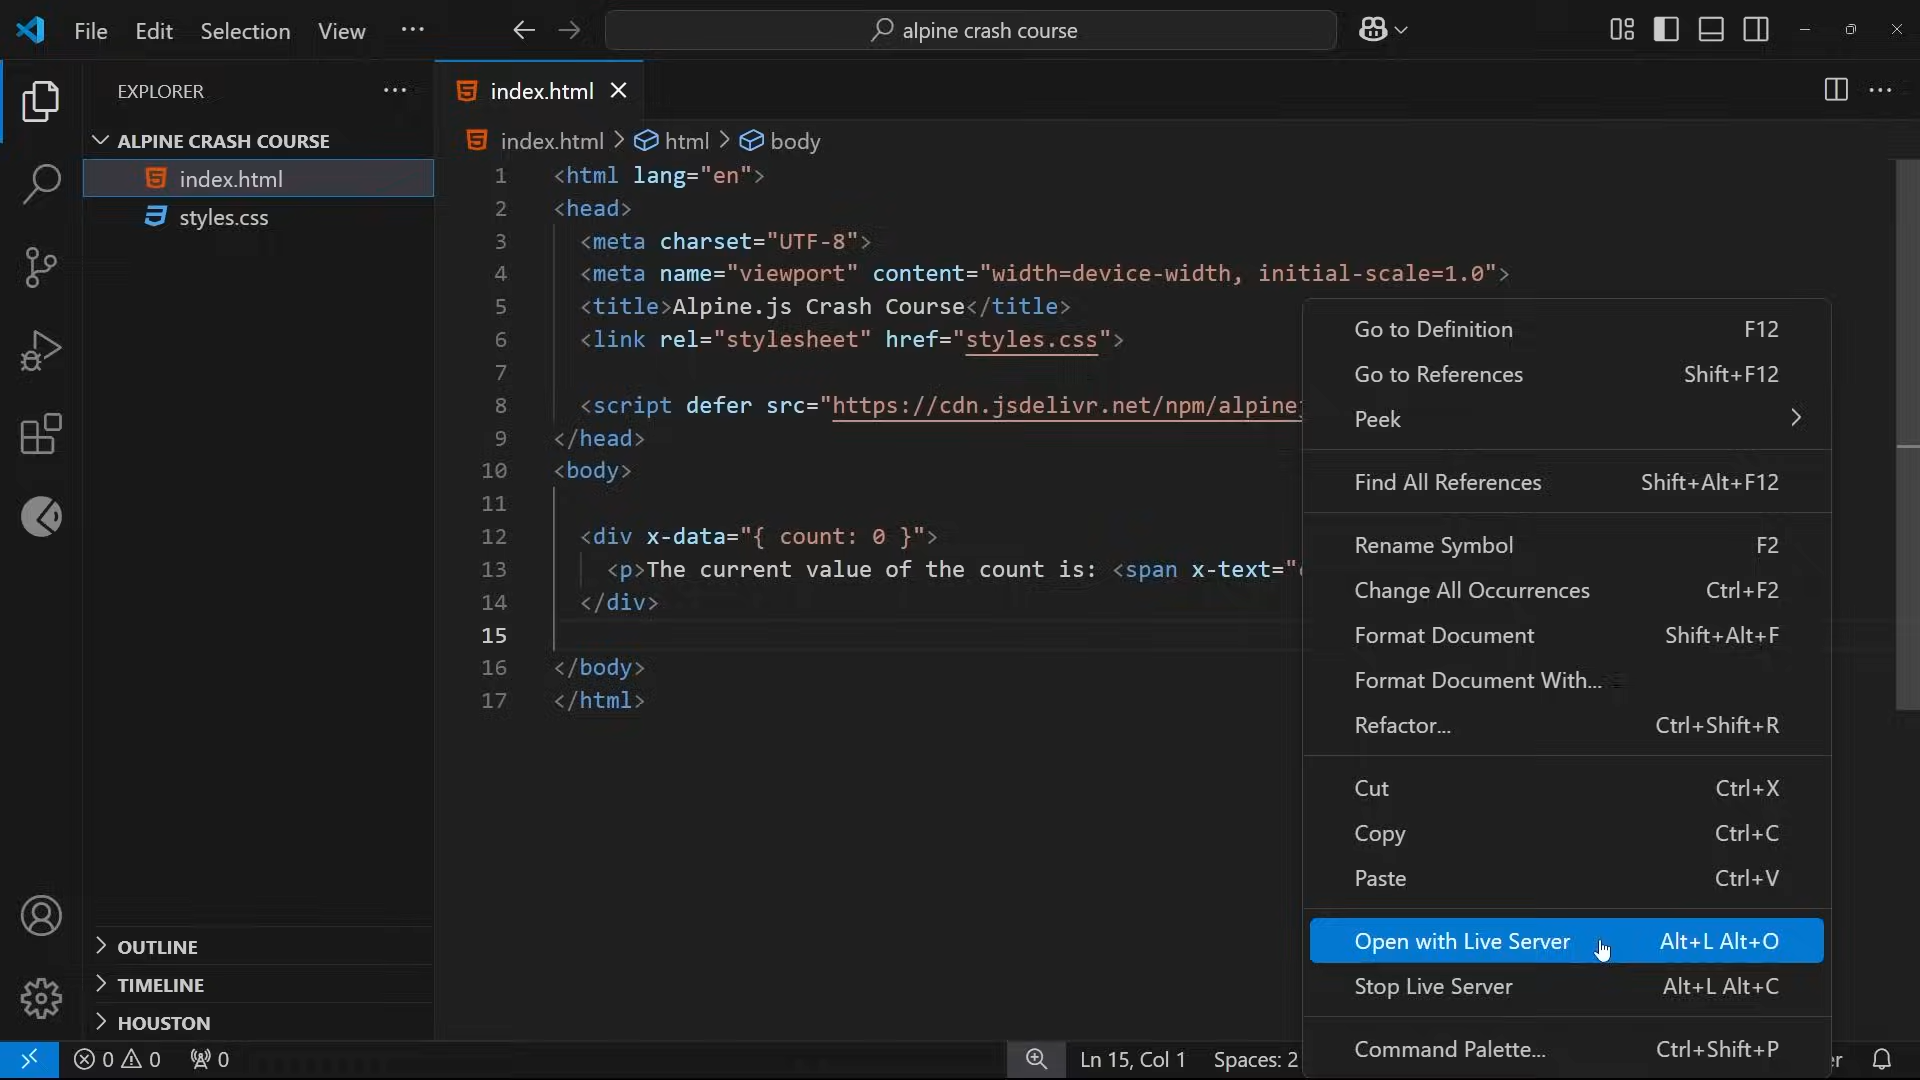 File Edit Selection View ··· alpine crash course
EXPLORER ···
index.html
ALPINE CRASH COURSE
index.html
styles.css
index.html > html > body
1 <html lang="en">
2 <head>
3 <meta charset="UTF-8">
4 <meta name="viewport" content="width=device-width, initial-scale=1.0">
5 <title>Alpine.js Crash Course</title>
6 <link rel="stylesheet" href="styles.css">
7
8 <script defer src="https://cdn.jsdelivr.net/npm/alpine
9 </head>
10 <body>
11
12 <div x-data="{ count: 0 }">
13 <p>The current value of the count is: <span x-text="
14 </div>
15
16 </body>
17 </html>
Go to Definition F12
Go to References Shift+F12
Peek
Find All References Shift+Alt+F12
Rename Symbol F2
Change All Occurrences Ctrl+F2
Format Document Shift+Alt+F
Format Document With...
Refactor... Ctrl+Shift+R
Cut Ctrl+X
Copy Ctrl+C
Paste Ctrl+V
Open with Live Server Alt+L Alt+O
Stop Live Server Alt+L Alt+C
Command Palette... Ctrl+Shift+P
OUTLINE
TIMELINE
HOUSTON
0 0 0 Ln 15, Col 1 Spaces: 2